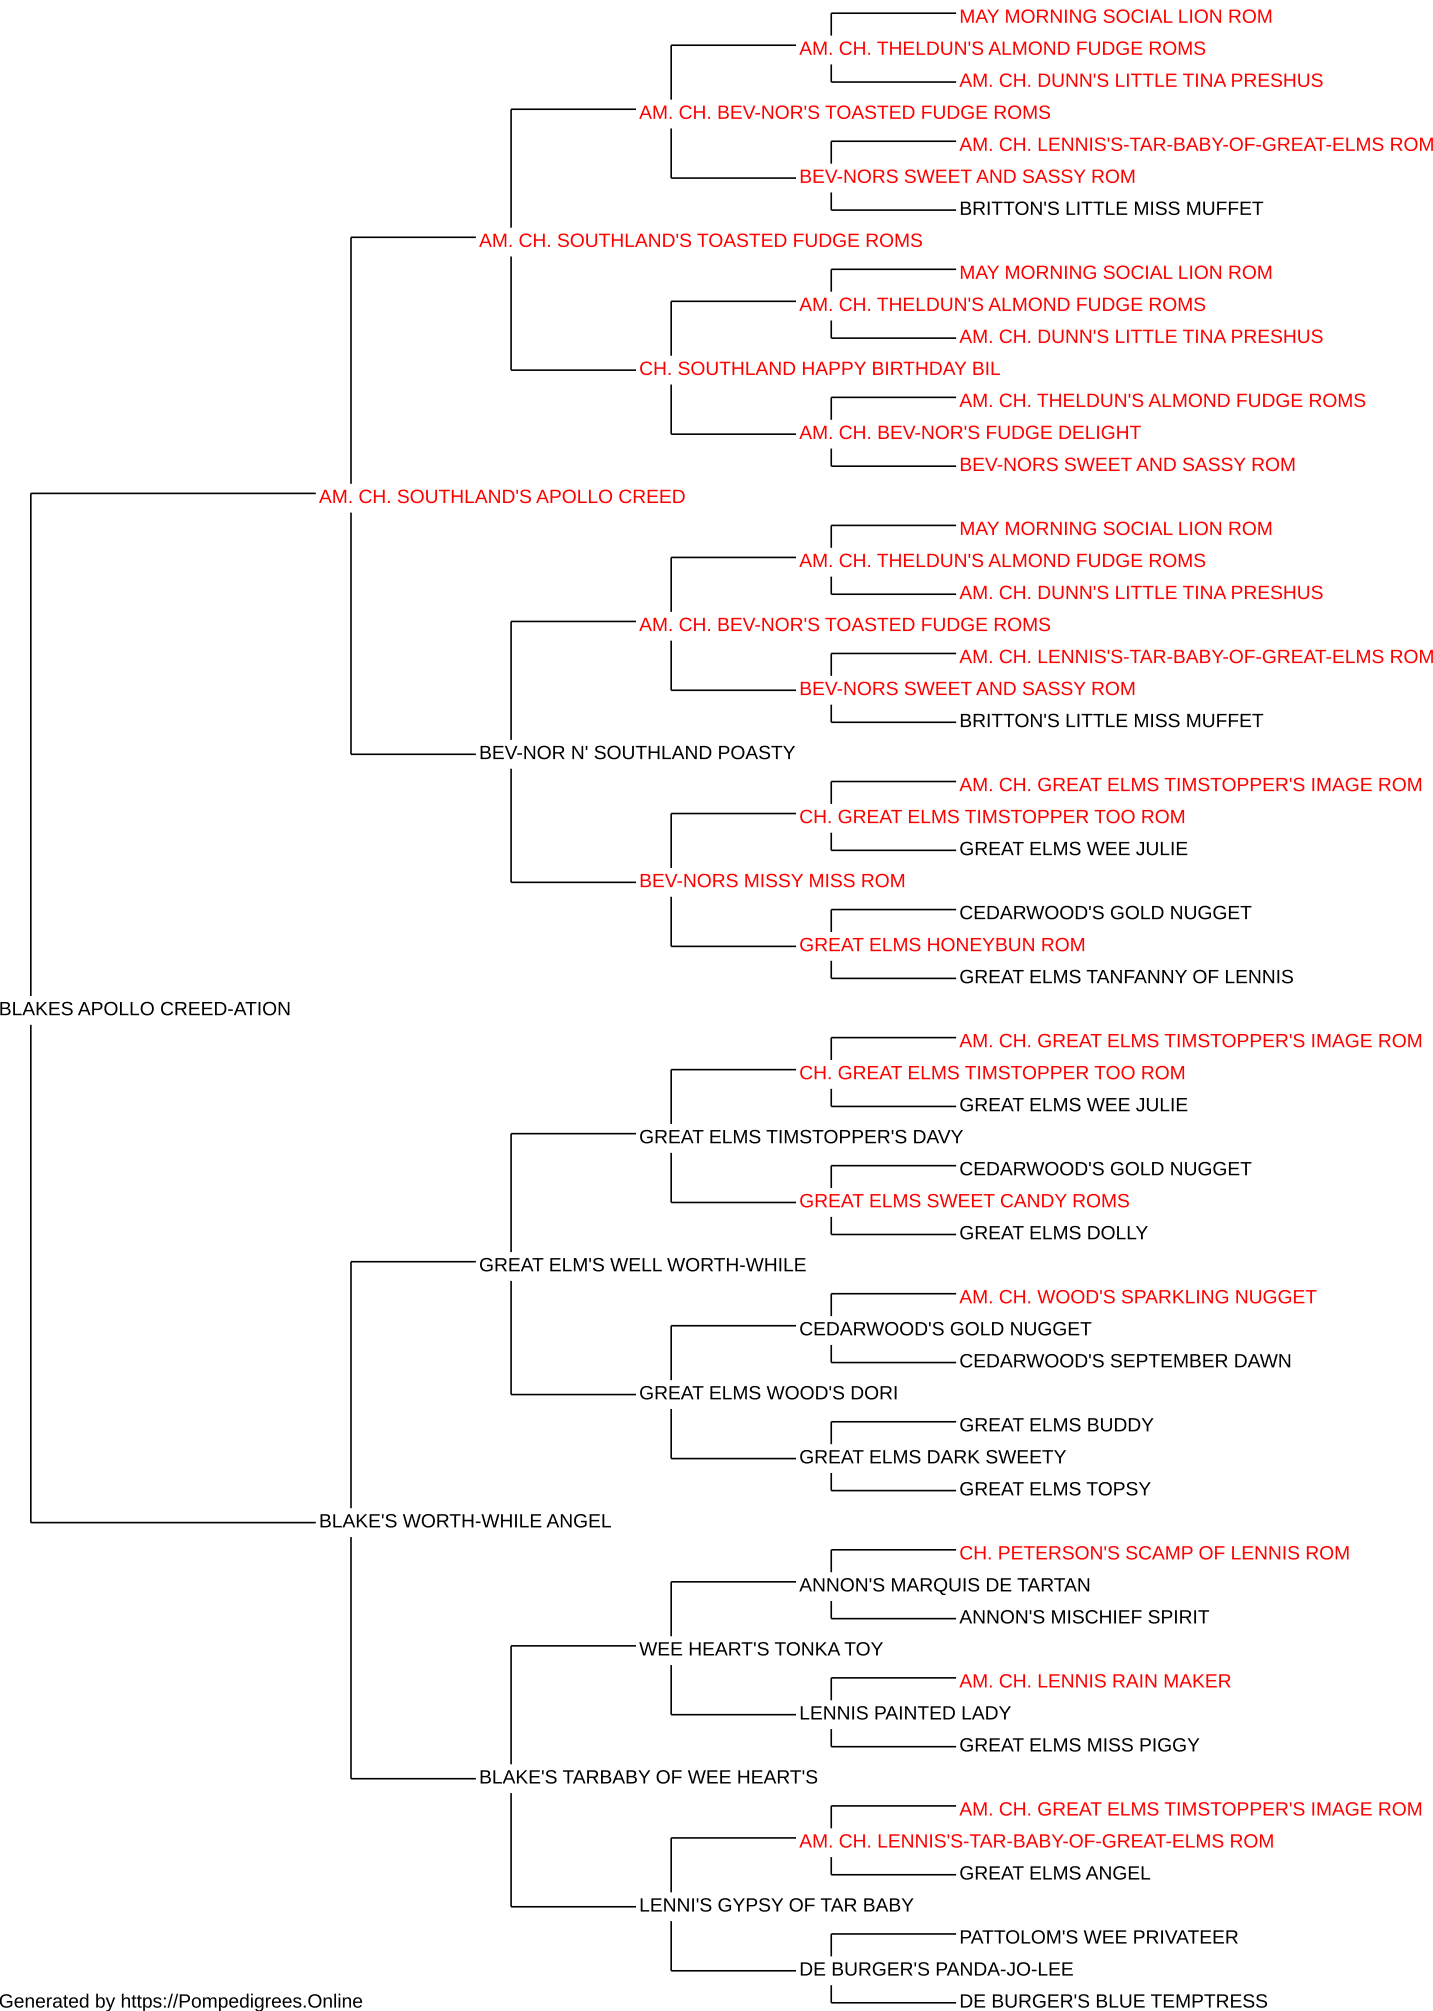 MAY MORNING SOCIAL LION ROM
AM. CH. THELDUN'S ALMOND FUDGE ROMS
AM. CH. DUNN'S LITTLE TINA PRESHUS
AM. CH. BEV-NOR'S TOASTED FUDGE ROMS
AM. CH. LENNIS'S-TAR-BABY-OF-GREAT-ELMS ROM
BEV-NORS SWEET AND SASSY ROM
BRITTON'S LITTLE MISS MUFFET
AM. CH. SOUTHLAND'S TOASTED FUDGE ROMS
MAY MORNING SOCIAL LION ROM
AM. CH. THELDUN'S ALMOND FUDGE ROMS
AM. CH. DUNN'S LITTLE TINA PRESHUS
CH. SOUTHLAND HAPPY BIRTHDAY BIL
AM. CH. THELDUN'S ALMOND FUDGE ROMS
AM. CH. BEV-NOR'S FUDGE DELIGHT
BEV-NORS SWEET AND SASSY ROM
AM. CH. SOUTHLAND'S APOLLO CREED
MAY MORNING SOCIAL LION ROM
AM. CH. THELDUN'S ALMOND FUDGE ROMS
AM. CH. DUNN'S LITTLE TINA PRESHUS
AM. CH. BEV-NOR'S TOASTED FUDGE ROMS
AM. CH. LENNIS'S-TAR-BABY-OF-GREAT-ELMS ROM
BEV-NORS SWEET AND SASSY ROM
BRITTON'S LITTLE MISS MUFFET
BEV-NOR N' SOUTHLAND POASTY
AM. CH. GREAT ELMS TIMSTOPPER'S IMAGE ROM
CH. GREAT ELMS TIMSTOPPER TOO ROM
GREAT ELMS WEE JULIE
BEV-NORS MISSY MISS ROM
CEDARWOOD'S GOLD NUGGET
GREAT ELMS HONEYBUN ROM
GREAT ELMS TANFANNY OF LENNIS
BLAKES APOLLO CREED-ATION
AM. CH. GREAT ELMS TIMSTOPPER'S IMAGE ROM
CH. GREAT ELMS TIMSTOPPER TOO ROM
GREAT ELMS WEE JULIE
GREAT ELMS TIMSTOPPER'S DAVY
CEDARWOOD'S GOLD NUGGET
GREAT ELMS SWEET CANDY ROMS
GREAT ELMS DOLLY
GREAT ELM'S WELL WORTH-WHILE
AM. CH. WOOD'S SPARKLING NUGGET
CEDARWOOD'S GOLD NUGGET
CEDARWOOD'S SEPTEMBER DAWN
GREAT ELMS WOOD'S DORI
GREAT ELMS BUDDY
GREAT ELMS DARK SWEETY
GREAT ELMS TOPSY
BLAKE'S WORTH-WHILE ANGEL
CH. PETERSON'S SCAMP OF LENNIS ROM
ANNON'S MARQUIS DE TARTAN
ANNON'S MISCHIEF SPIRIT
WEE HEART'S TONKA TOY
AM. CH. LENNIS RAIN MAKER
LENNIS PAINTED LADY
GREAT ELMS MISS PIGGY
BLAKE'S TARBABY OF WEE HEART'S
AM. CH. GREAT ELMS TIMSTOPPER'S IMAGE ROM
AM. CH. LENNIS'S-TAR-BABY-OF-GREAT-ELMS ROM
GREAT ELMS ANGEL
LENNI'S GYPSY OF TAR BABY
PATTOLOM'S WEE PRIVATEER
DE BURGER'S PANDA-JO-LEE
DE BURGER'S BLUE TEMPTRESS
Generated by https://Pompedigrees.Online